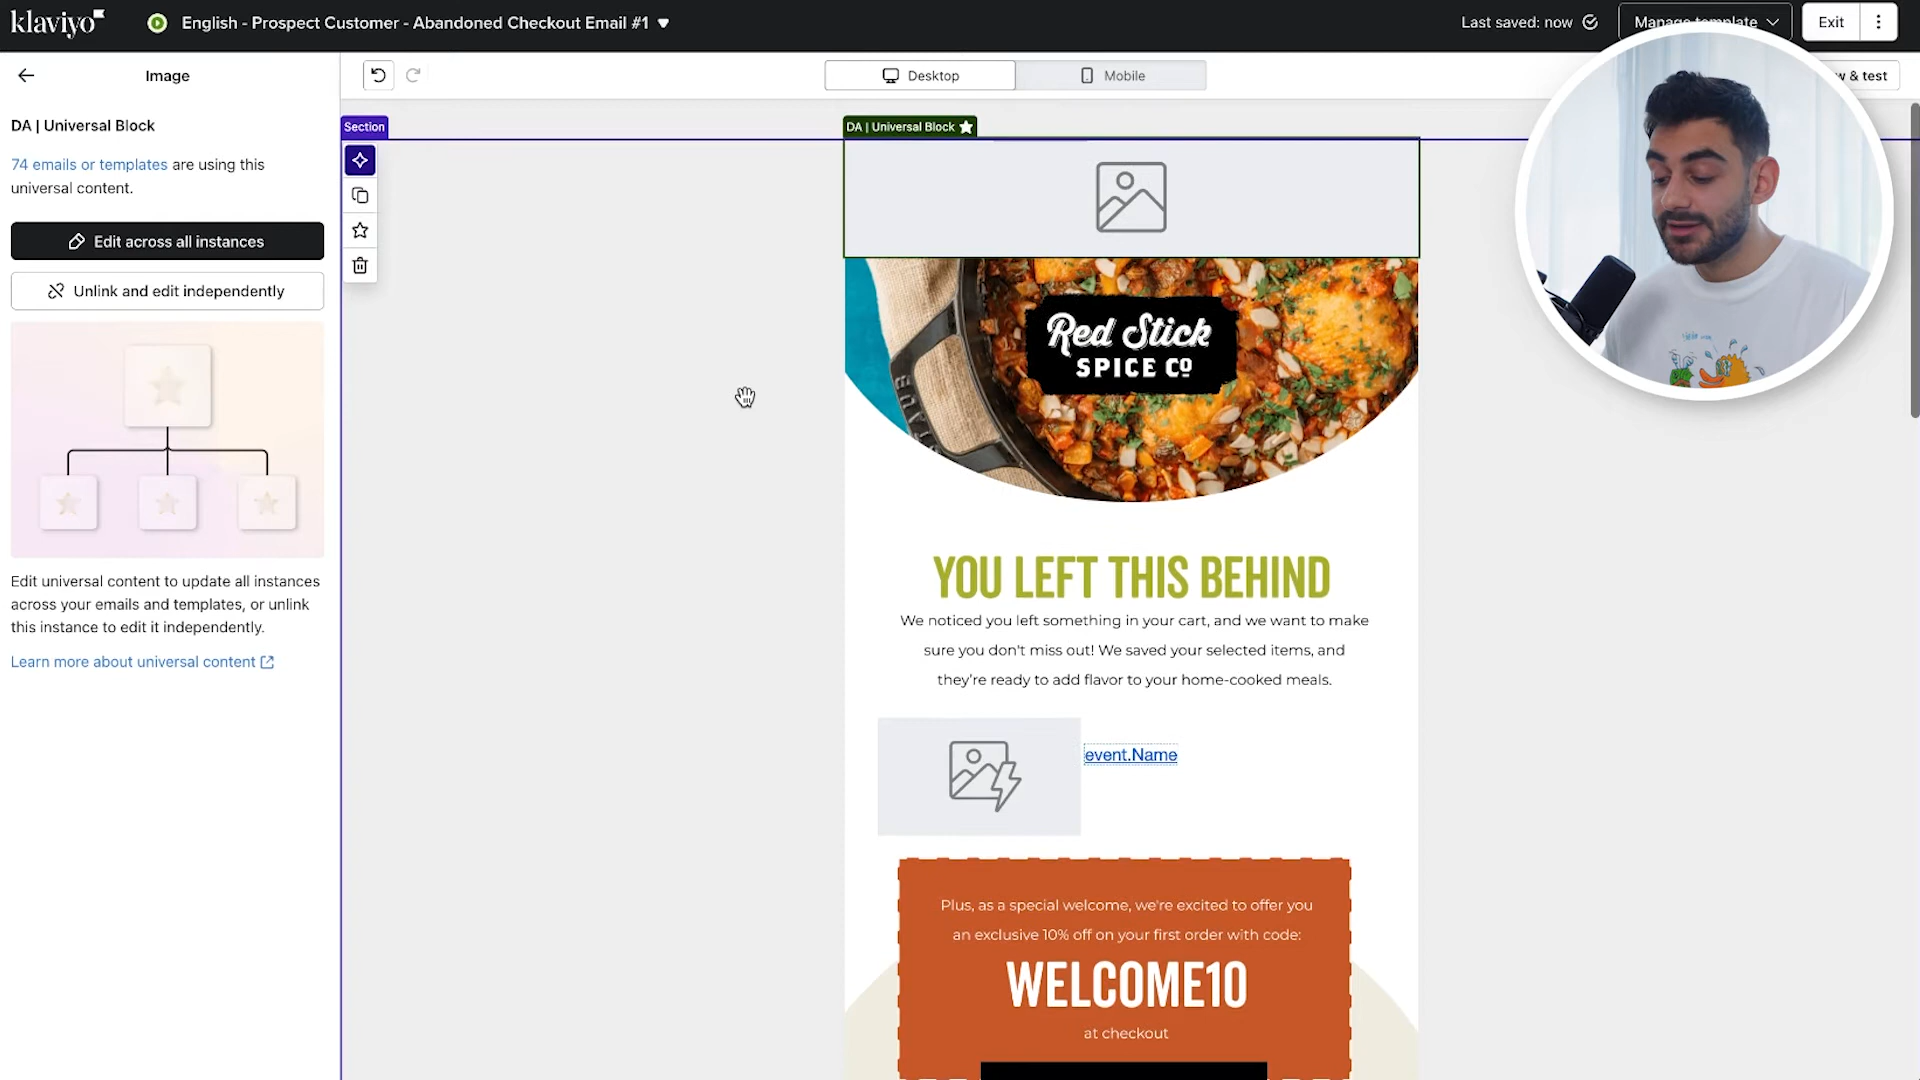 klaviyo
English - Prospect Customer - Abandoned Checkout Email #1
Last saved: now
Manage template
Exit
Image
Desktop
Mobile
w & test
DA | Universal Block
74 emails or templates are using this
universal content.
Edit across all instances
Unlink and edit independently
Edit universal content to update all instances
across your emails and templates, or unlink
this instance to edit it independently.
Learn more about universal content
Section
DA | Universal Block
Red Stick
SPICE CO
YOU LEFT THIS BEHIND
We noticed you left something in your cart, and we want to make
sure you don't miss out! We saved your selected items, and
they're ready to add flavor to your home-cooked meals.
event.Name
Plus, as a special welcome, we're excited to offer you
an exclusive 10% off on your first order with code:
WELCOME10
at checkout